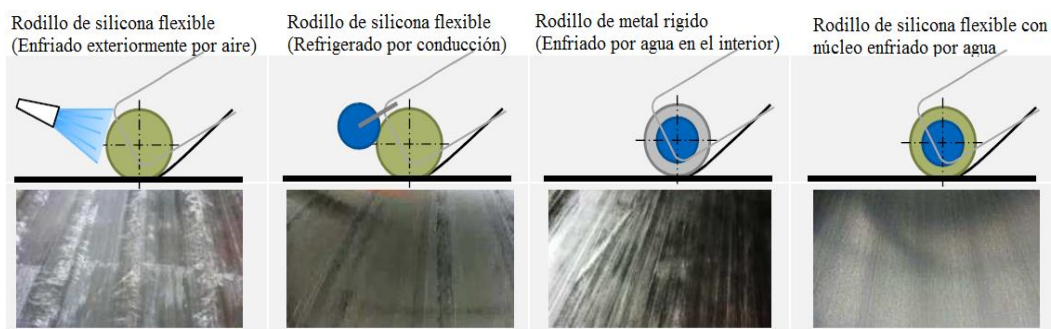 Rodillo de silicona flexible
(Enfriado exteriormente por aire)
Rodillo de silicona flexible
(Refrigerado por conducción)
Rodillo de metal rigido
(Enfriado por agua en el interior)
Rodillo de silicona flexible con
núcleo enfriado por agua